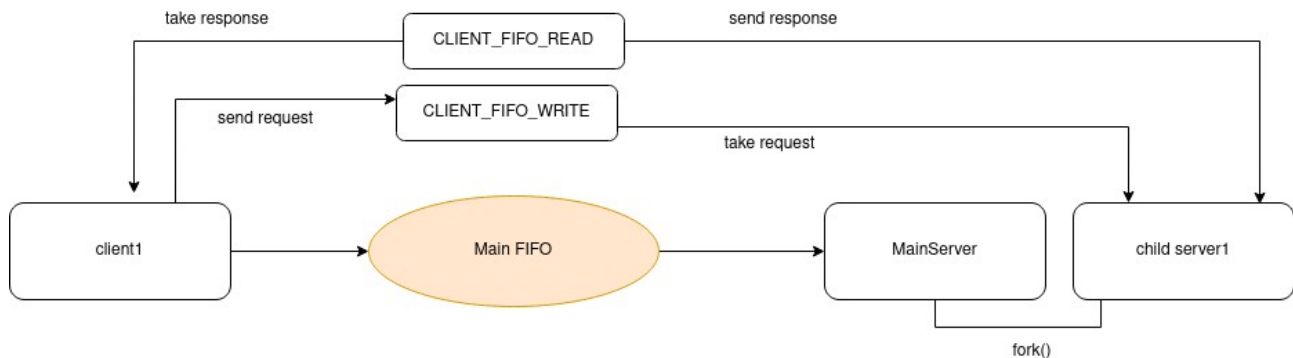 take response
send response
CLIENT_FIFO_READ
CLIENT_FIFO_WRITE
send request
take request
client1
Main FIFO
MainServer
child server1
fork()